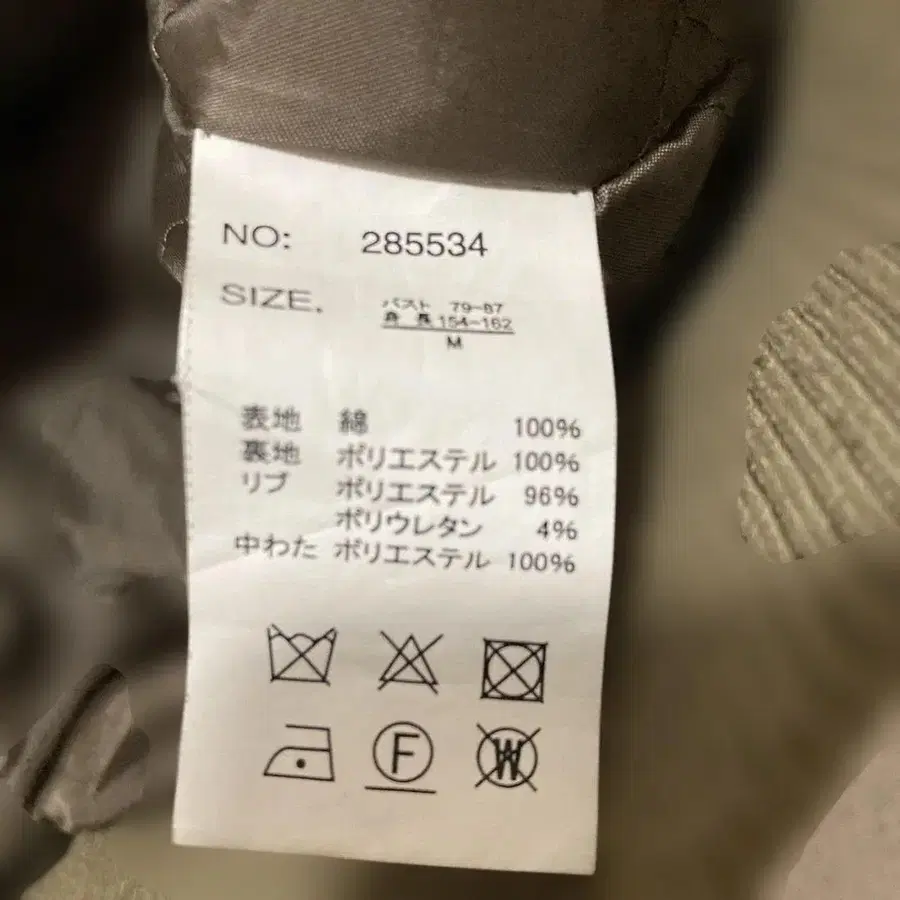 NO: 285534
SIZE. バスト 79-87
身長 154-162
M
表地 綿 100%
裏地 ポリエステル 100%
リブ ポリエステル 96%
ポリウレタン 4%
中わた ポリエステル 100%
F W